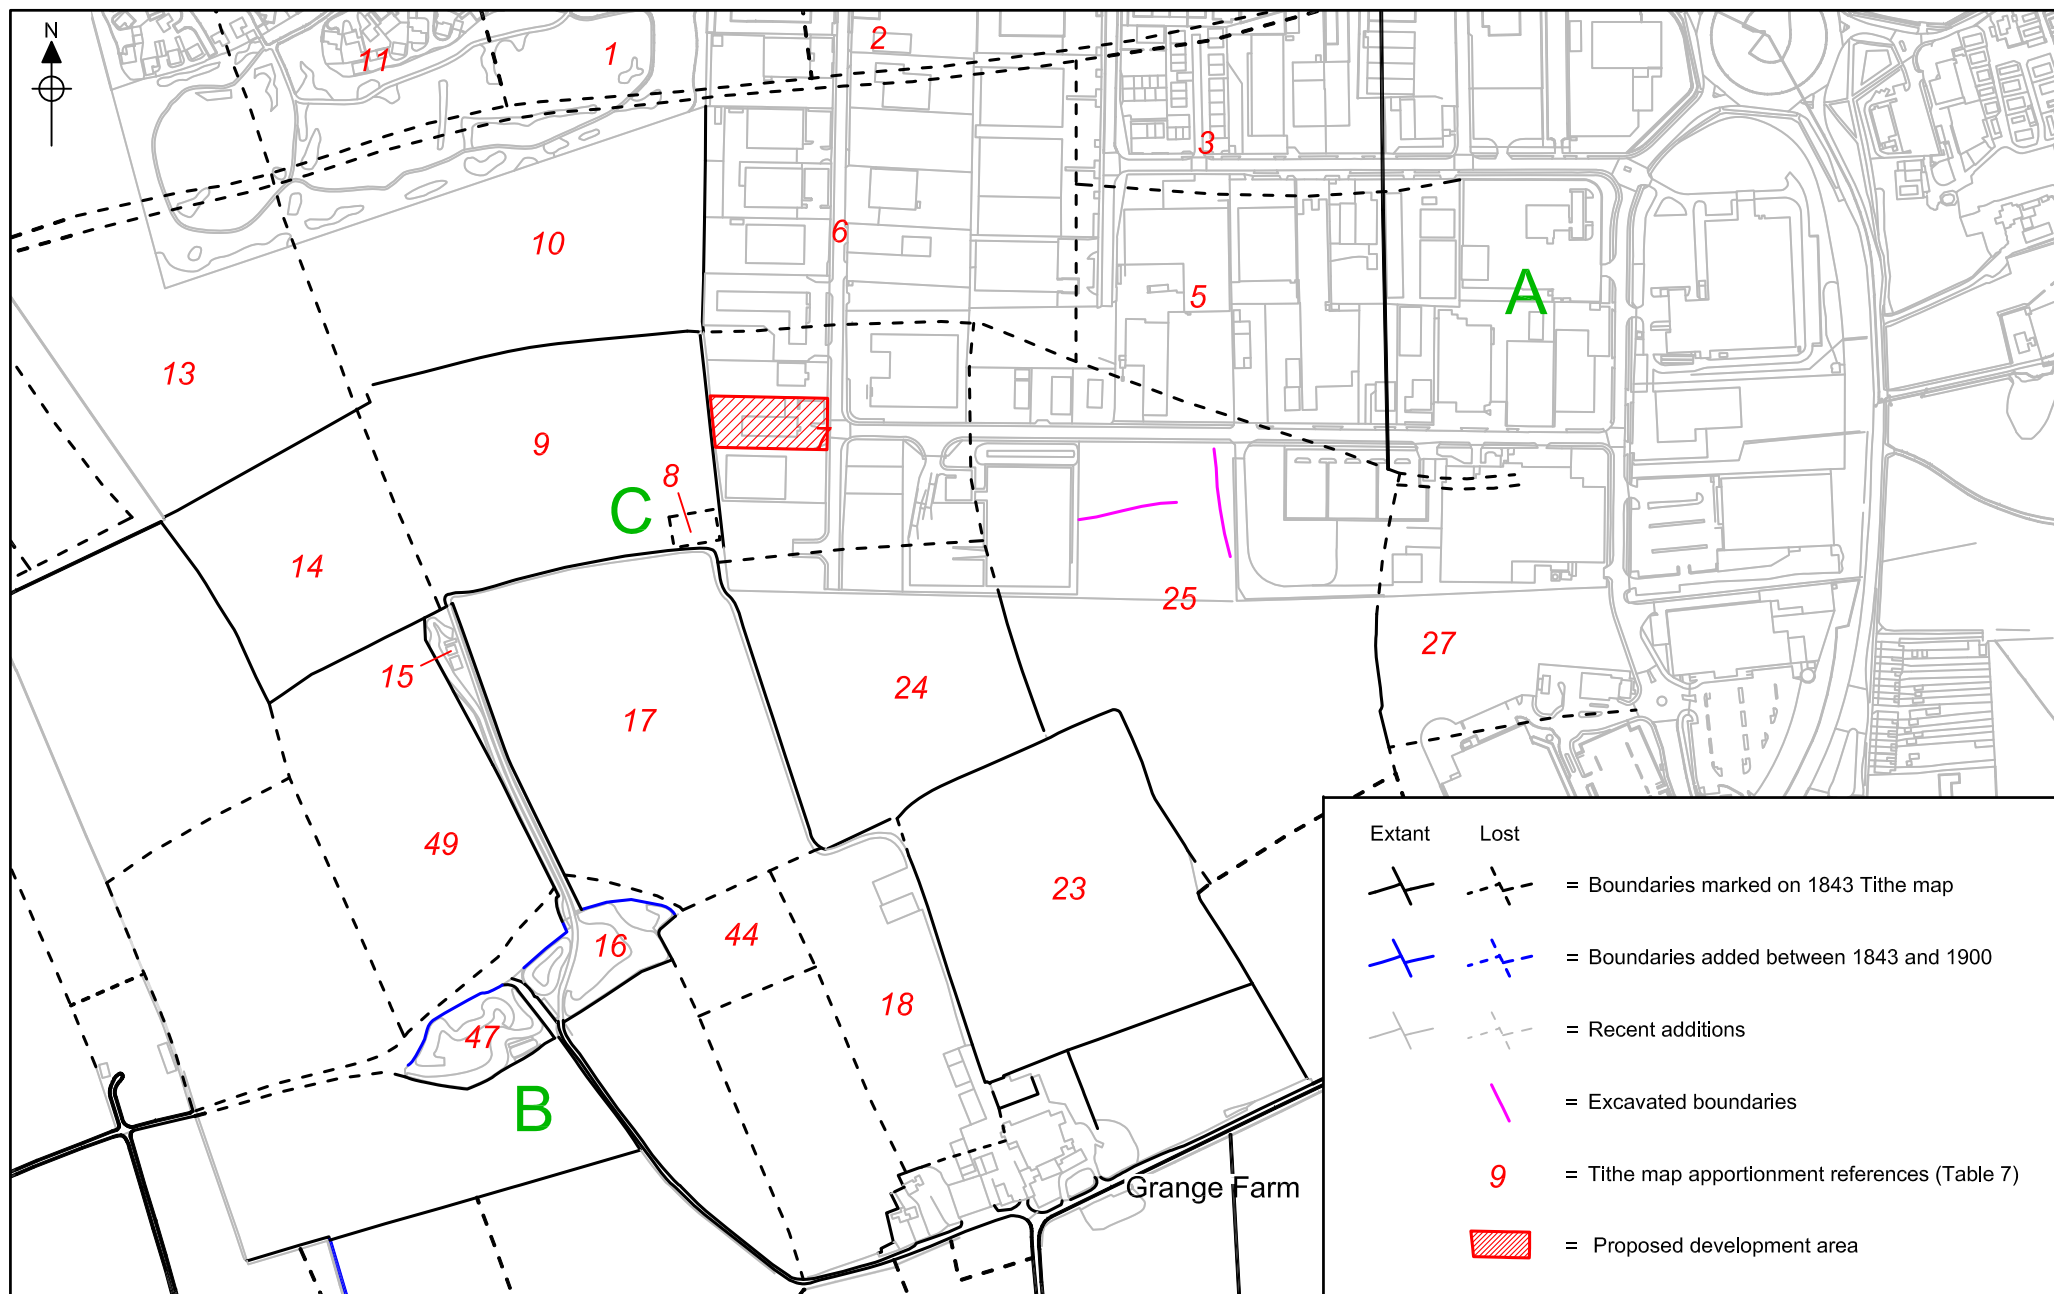 N
11
1
2
3
10
6
5
A
13
9
7
8
C
14
25
15
27
24
17
49
23
16
44
18
47
B
Grange Farm
Extant Lost
= Boundaries marked on 1843 Tithe map
= Boundaries added between 1843 and 1900
= Recent additions
= Excavated boundaries
9 = Tithe map apportionment references (Table 7)
= Proposed development area